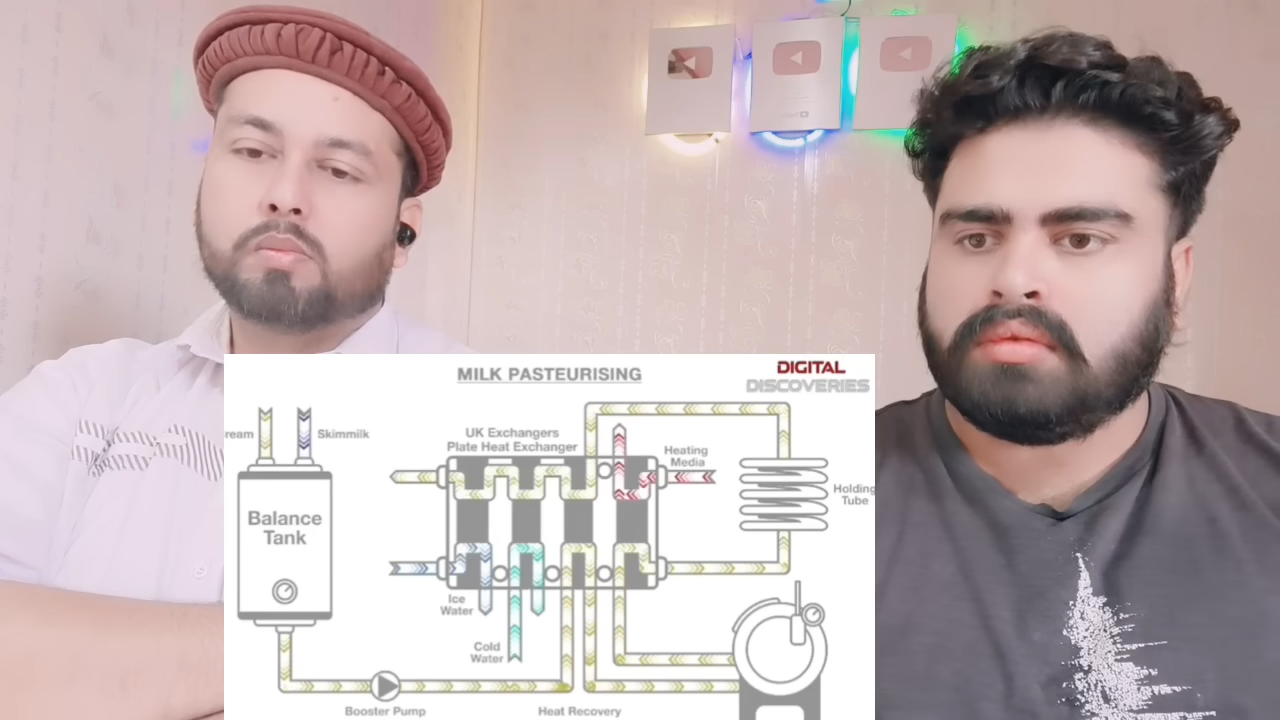 MILK PASTEURISING
DIGITAL
DISCOVERIES
ream
Skimmilk
UK Exchangers
Plate Heat Exchanger
Heating
Media
Holding
Tube
Balance
Tank
Ice
Water
Cold
Water
Booster Pump
Heat Recovery